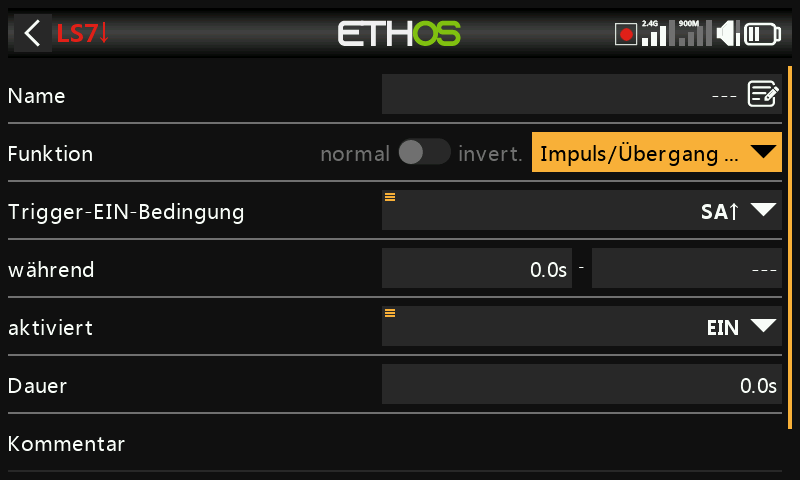 LS7↓ ETHOS 2.4G 900M
Name ---
Funktion normal invert. Impuls/Übergang ...
Trigger-EIN-Bedingung SA↑
während 0.0s - ---
aktiviert EIN
Dauer 0.0s
Kommentar